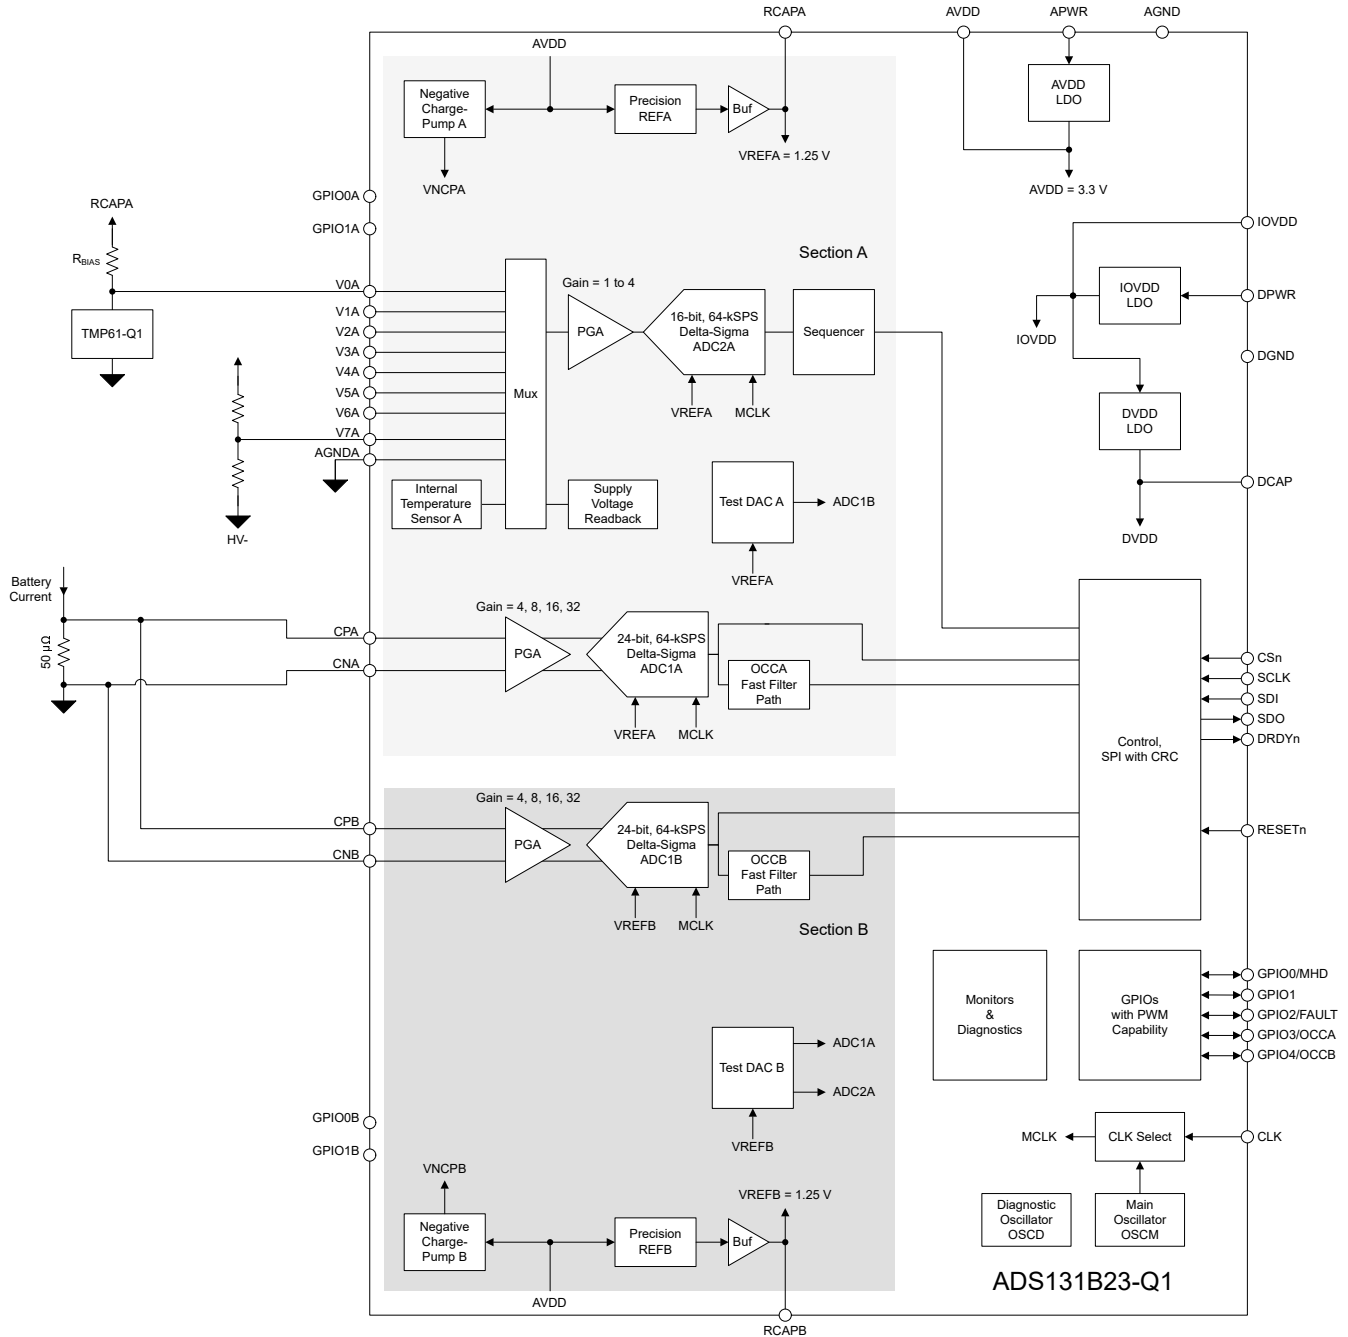 RCAPA
AVDD
APWR
AGND
AVDD
Negative
Charge-
Pump A
Precision
REFA
Buf
AVDD
LDO
VREFA = 1.25 V
VNCPA
AVDD = 3.3 V
GPIO0A
GPIO1A
RCAPA
RBIAS
TMP61-Q1
IOVDD
IOVDD
LDO
DPWR
IOVDD
DGND
DVDD
LDO
DCAP
DVDD
Section A
V0A
V1A
V2A
V3A
V4A
V5A
V6A
V7A
AGNDA
HV-
Mux
Gain = 1 to 4
PGA
16-bit, 64-kSPS
Delta-Sigma
ADC2A
Sequencer
VREFA
MCLK
Internal
Temperature
Sensor A
Supply
Voltage
Readback
Test DAC A
ADC1B
VREFA
Battery
Current
50 µΩ
CPA
CNA
Gain = 4, 8, 16, 32
PGA
24-bit, 64-kSPS
Delta-Sigma
ADC1A
OCCA
Fast Filter
Path
VREFA
MCLK
Control,
SPI with CRC
CSn
SCLK
SDI
SDO
DRDYn
RESETn
CPB
CNB
Gain = 4, 8, 16, 32
PGA
24-bit, 64-kSPS
Delta-Sigma
ADC1B
OCCB
Fast Filter
Path
VREFB
MCLK
Section B
Monitors
&
Diagnostics
GPIOs
with PWM
Capability
GPIO0/MHD
GPIO1
GPIO2/FAULT
GPIO3/OCCA
GPIO4/OCCB
Test DAC B
ADC1A
ADC2A
VREFB
GPIO0B
GPIO1B
MCLK
CLK Select
CLK
Diagnostic
Oscillator
OSCD
Main
Oscillator
OSCM
VNCPB
Negative
Charge-
Pump B
Precision
REFB
Buf
VREFB = 1.25 V
AVDD
RCAPB
ADS131B23-Q1